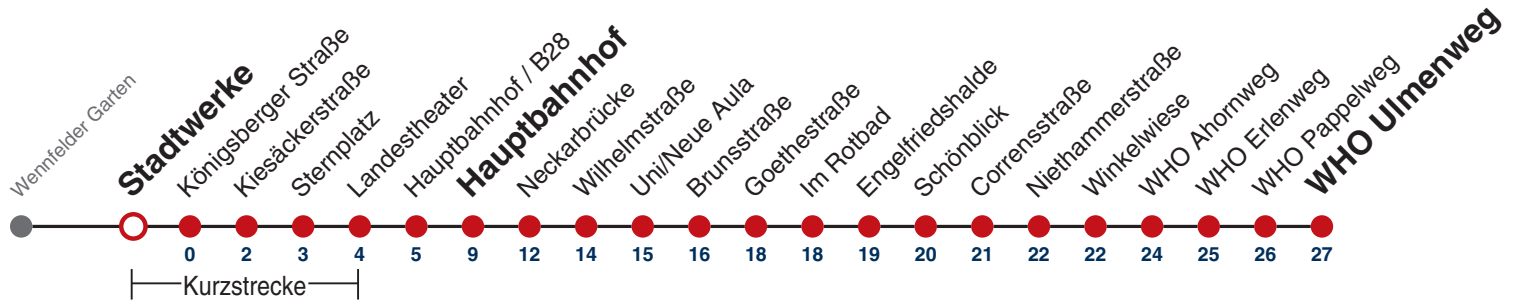 Wennfelder Garten
Stadtwerke
Königsberger Straße
Kiesäckerstraße
Sternplatz
Landestheater
Hauptbahnhof / B28
Hauptbahnhof
Neckarbrücke
Wilhelmstraße
Uni/Neue Aula
Brunsstraße
Goethestraße
Im Rotbad
Engelfriedshalde
Schönblick
Corrensstraße
Niethammerstraße
Winkelwiese
WHO Ahornweg
WHO Erlenweg
WHO Pappelweg
WHO Ulmenweg
0 2 3 4 5 9 12 14 15 16 18 18 19 20 21 22 22 24 25 26 27
Kurzstrecke